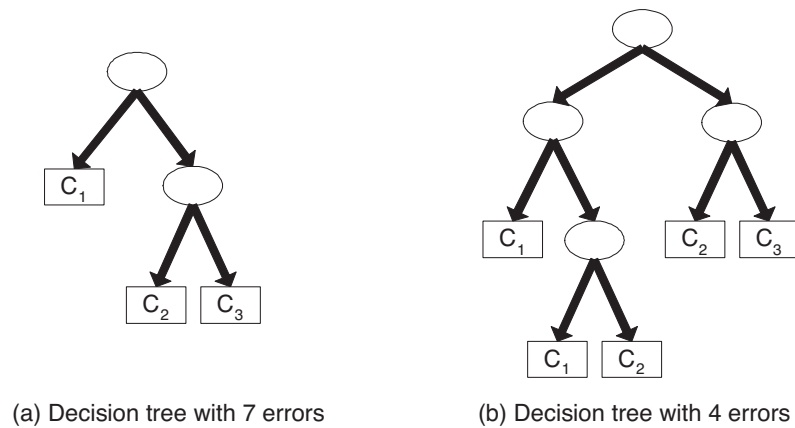 C₁
C₂ C₃
(a) Decision tree with 7 errors
C₁ C₂ C₃
C₁ C₂
(b) Decision tree with 4 errors